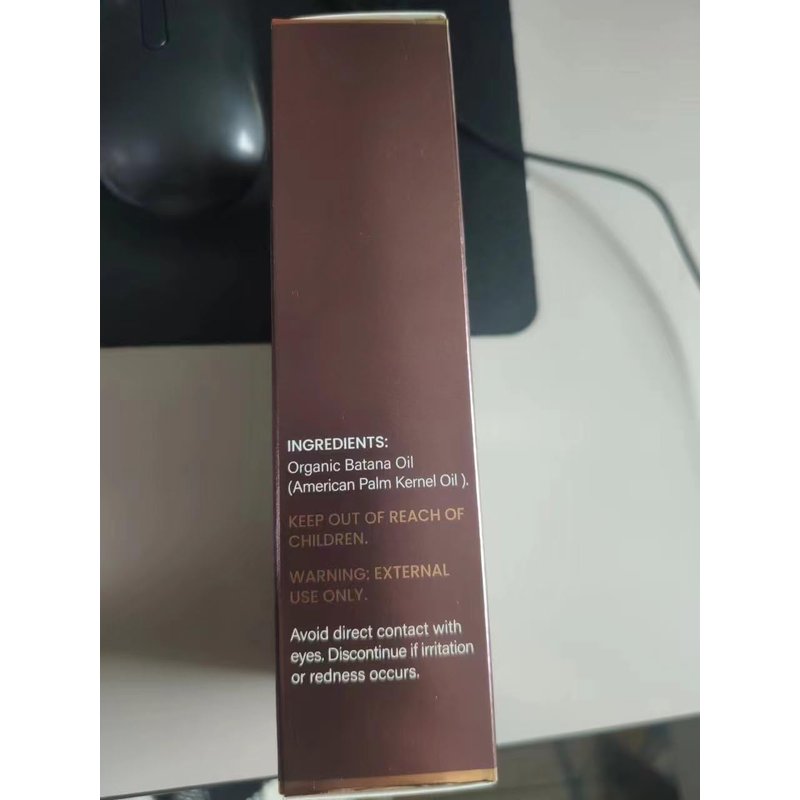 INGREDIENTS:
Organic Batana Oil
(American Palm Kernel Oil ).
KEEP OUT OF REACH OF
CHILDREN.
WARNING: EXTERNAL
USE ONLY.
Avoid direct contact with
eyes. Discontinue if irritation
or redness occurs.